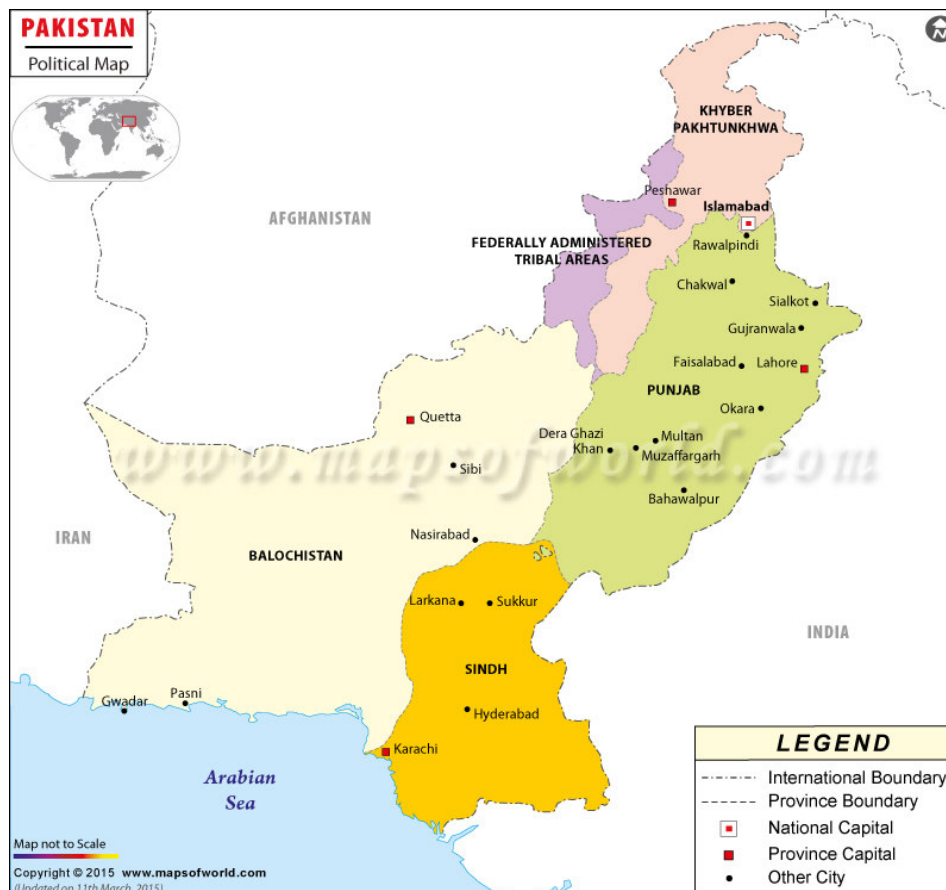 PAKISTAN
Political Map
N
KHYBER
PAKHTUNKHWA
Peshawar
AFGHANISTAN
Islamabad
FEDERALLY ADMINISTERED
TRIBAL AREAS
Rawalpindi
Chakwal
Sialkot
Gujranwala
Faisalabad
Lahore
PUNJAB
Okara
Quetta
Dera Ghazi
Khan
Multan
Muzaffargarh
www.mapsofworld.com
Sibi
Bahawalpur
IRAN
Nasirabad
BALOCHISTAN
Larkana
Sukkur
INDIA
SINDH
Gwadar
Pasni
Hyderabad
Karachi
Arabian
Sea
LEGEND
International Boundary
Province Boundary
National Capital
Province Capital
Other City
Map not to Scale
Copyright © 2015 www.mapsofworld.com
(Updated on 11th March, 2015)